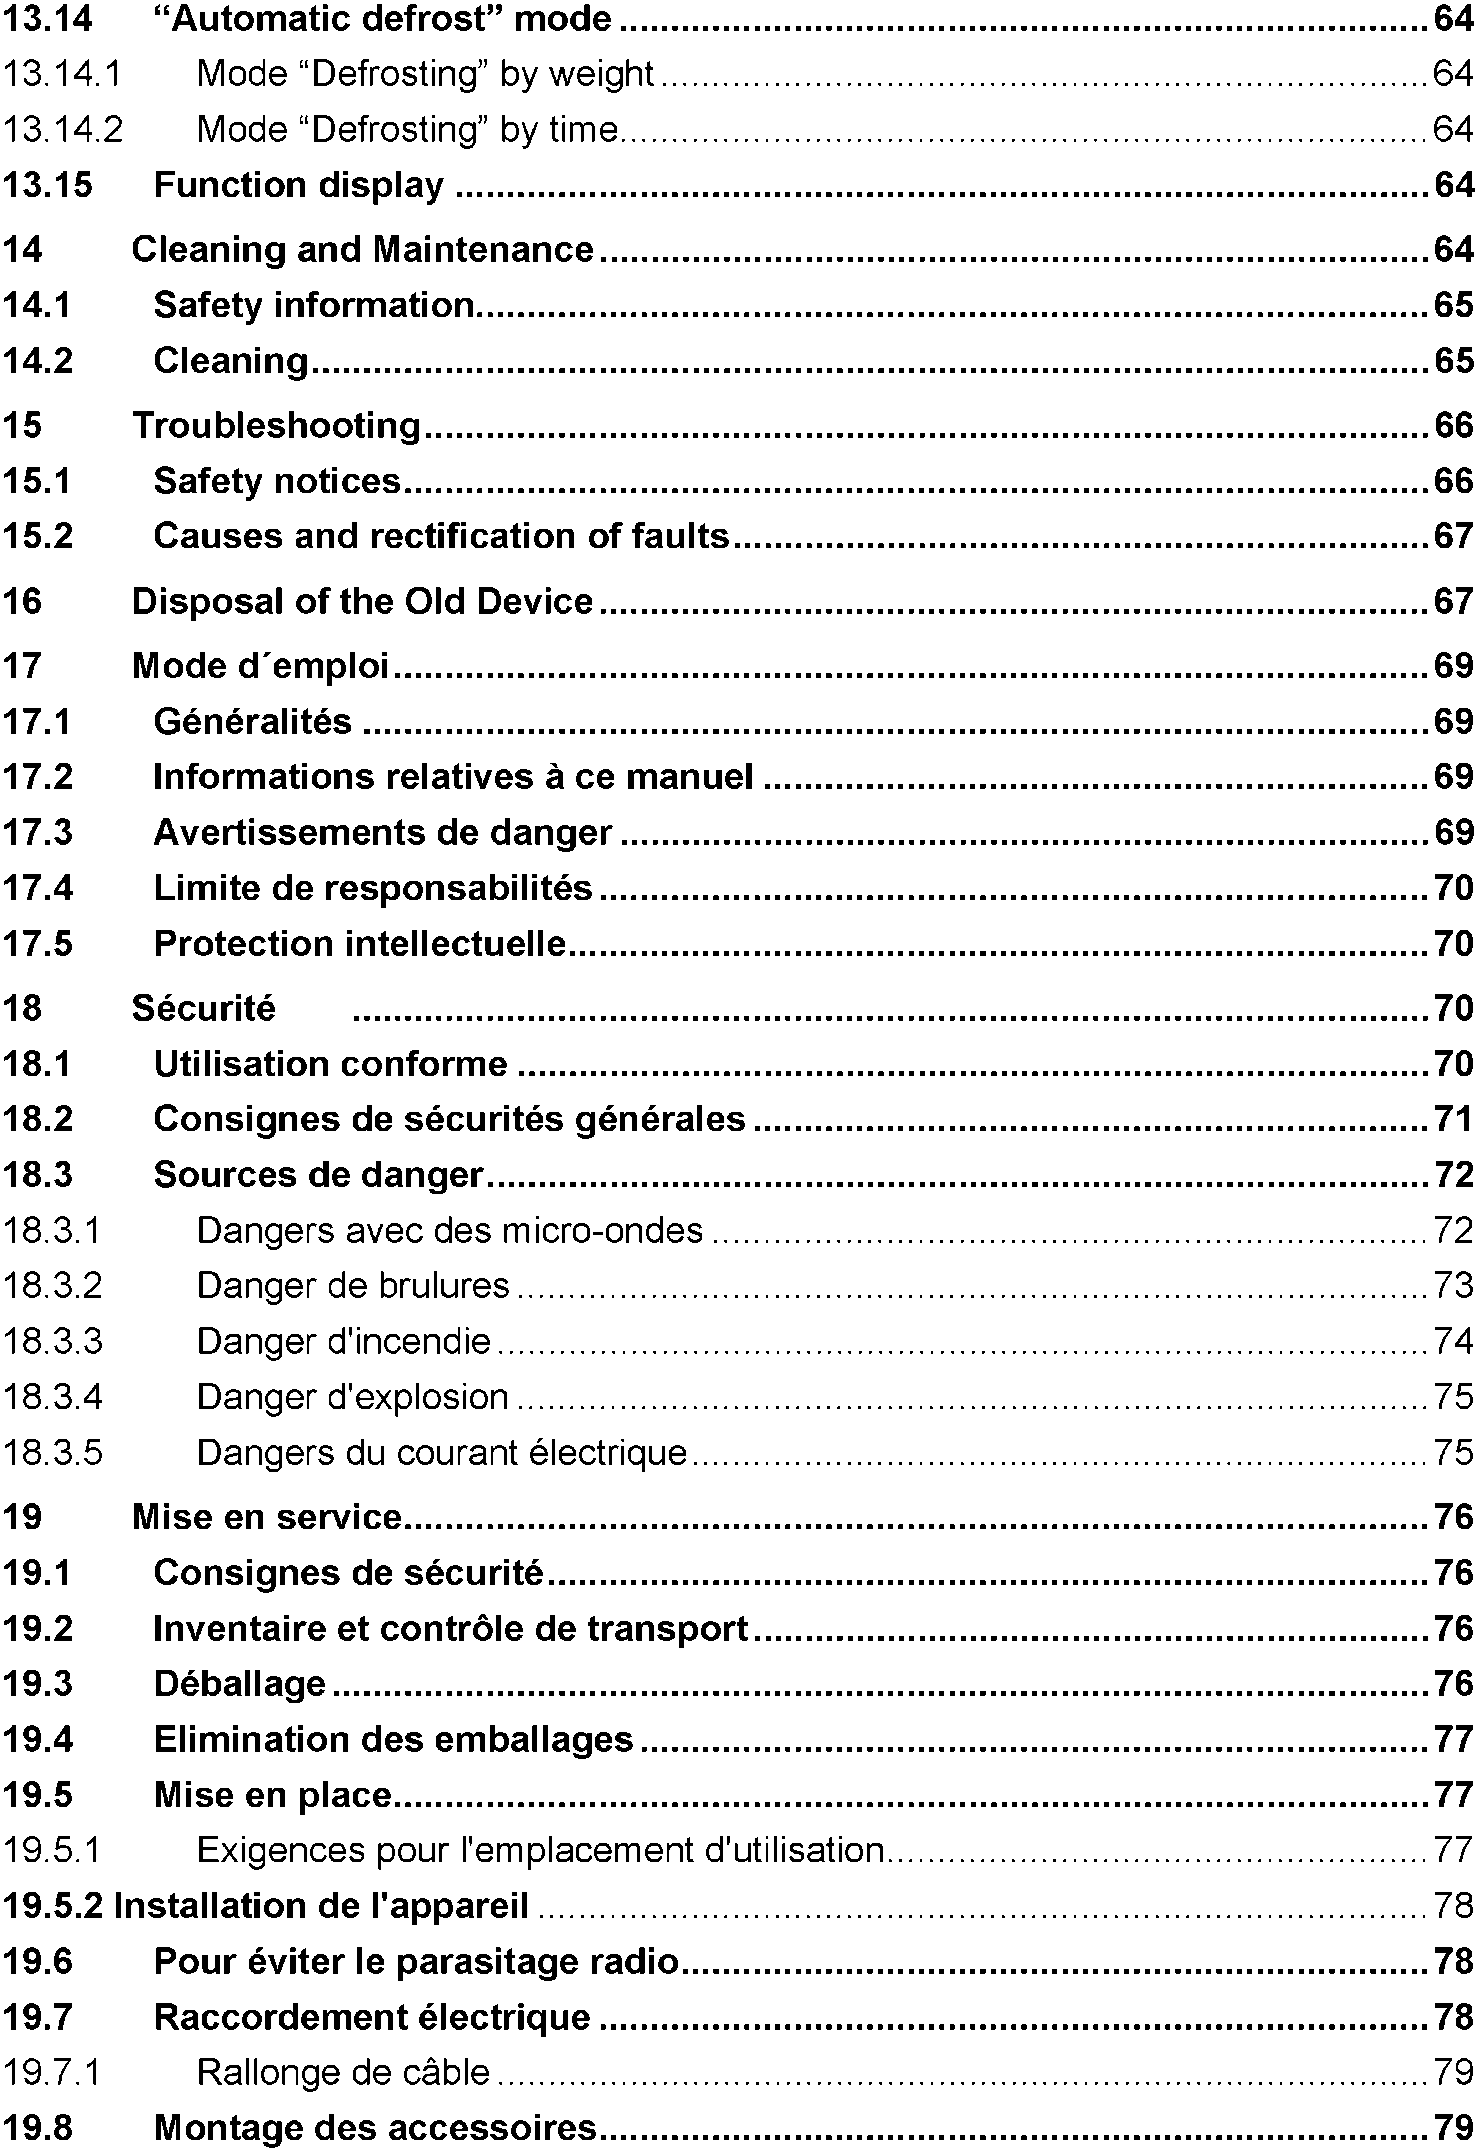 13.14 “Automatic defrost” mode ........ 64
13.14.1 Mode “Defrosting” by weight ........ 64
13.14.2 Mode “Defrosting” by time ........ 64
13.15 Function display ........ 64
14 Cleaning and Maintenance ........ 64
14.1 Safety information ........ 65
14.2 Cleaning ........ 65
15 Troubleshooting ........ 66
15.1 Safety notices ........ 66
15.2 Causes and rectification of faults ........ 67
16 Disposal of the Old Device ........ 67
17 Mode d´emploi ........ 69
17.1 Généralités ........ 69
17.2 Informations relatives à ce manuel ........ 69
17.3 Avertissements de danger ........ 69
17.4 Limite de responsabilités ........ 70
17.5 Protection intellectuelle ........ 70
18 Sécurité ........ 70
18.1 Utilisation conforme ........ 70
18.2 Consignes de sécurités générales ........ 71
18.3 Sources de danger ........ 72
18.3.1 Dangers avec des micro-ondes ........ 72
18.3.2 Danger de brulures ........ 73
18.3.3 Danger d'incendie ........ 74
18.3.4 Danger d'explosion ........ 75
18.3.5 Dangers du courant électrique ........ 75
19 Mise en service ........ 76
19.1 Consignes de sécurité ........ 76
19.2 Inventaire et contrôle de transport ........ 76
19.3 Déballage ........ 76
19.4 Elimination des emballages ........ 77
19.5 Mise en place ........ 77
19.5.1 Exigences pour l'emplacement d'utilisation ........ 77
19.5.2 Installation de l'appareil ........ 78
19.6 Pour éviter le parasitage radio ........ 78
19.7 Raccordement électrique ........ 78
19.7.1 Rallonge de câble ........ 79
19.8 Montage des accessoires ........ 79